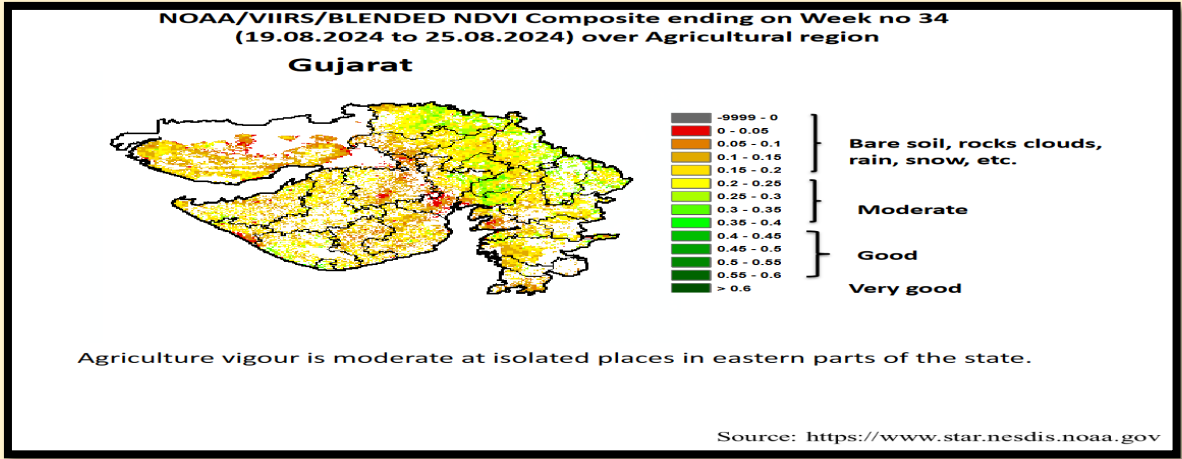 NOAA/VIIRS/BLENDED NDVI Composite ending on Week no 34
(19.08.2024 to 25.08.2024) over Agricultural region
Gujarat
-9999 - 0
0 - 0.05
0.05 - 0.1
0.1 - 0.15
0.15 - 0.2
0.2 - 0.25
0.25 - 0.3
0.3 - 0.35
0.35 - 0.4
0.4 - 0.45
0.45 - 0.5
0.5 - 0.55
0.55 - 0.6
> 0.6
Bare soil, rocks clouds,
rain, snow, etc.
Moderate
Good
Very good
Agriculture vigour is moderate at isolated places in eastern parts of the state.
Source: https://www.star.nesdis.noaa.gov